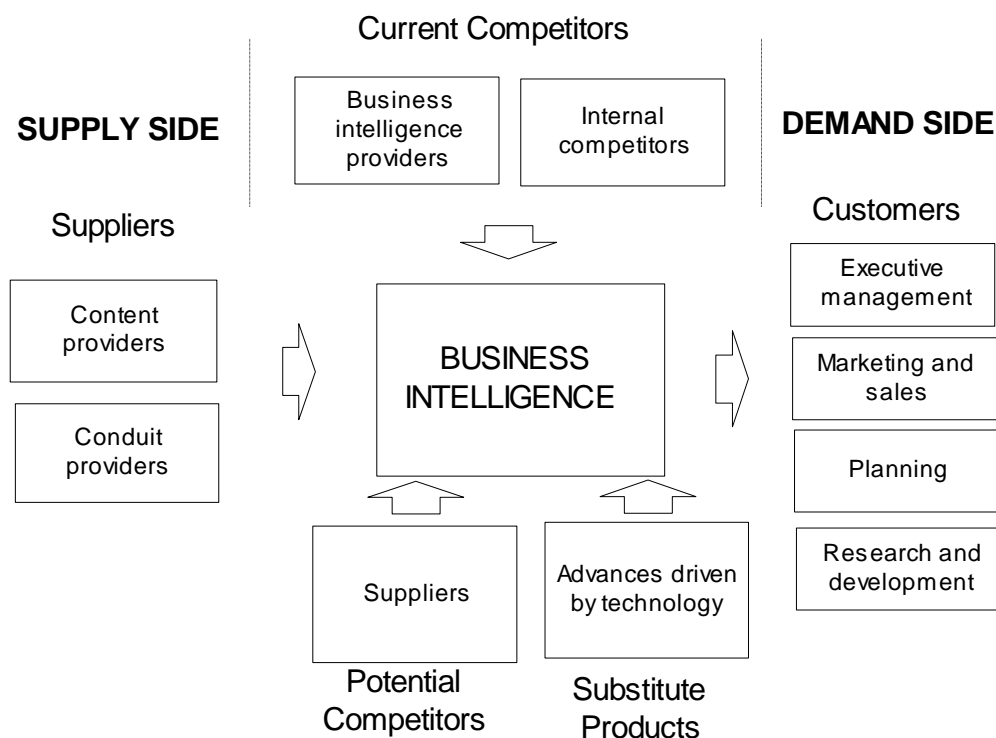 Current Competitors
SUPPLY SIDE
Business
intelligence
providers
Internal
competitors
DEMAND SIDE
Suppliers
Content
providers
Conduit
providers
BUSINESS
INTELLIGENCE
Customers
Executive
management
Marketing and
sales
Planning
Research and
development
Suppliers
Advances driven
by technology
Potential
Competitors
Substitute
Products